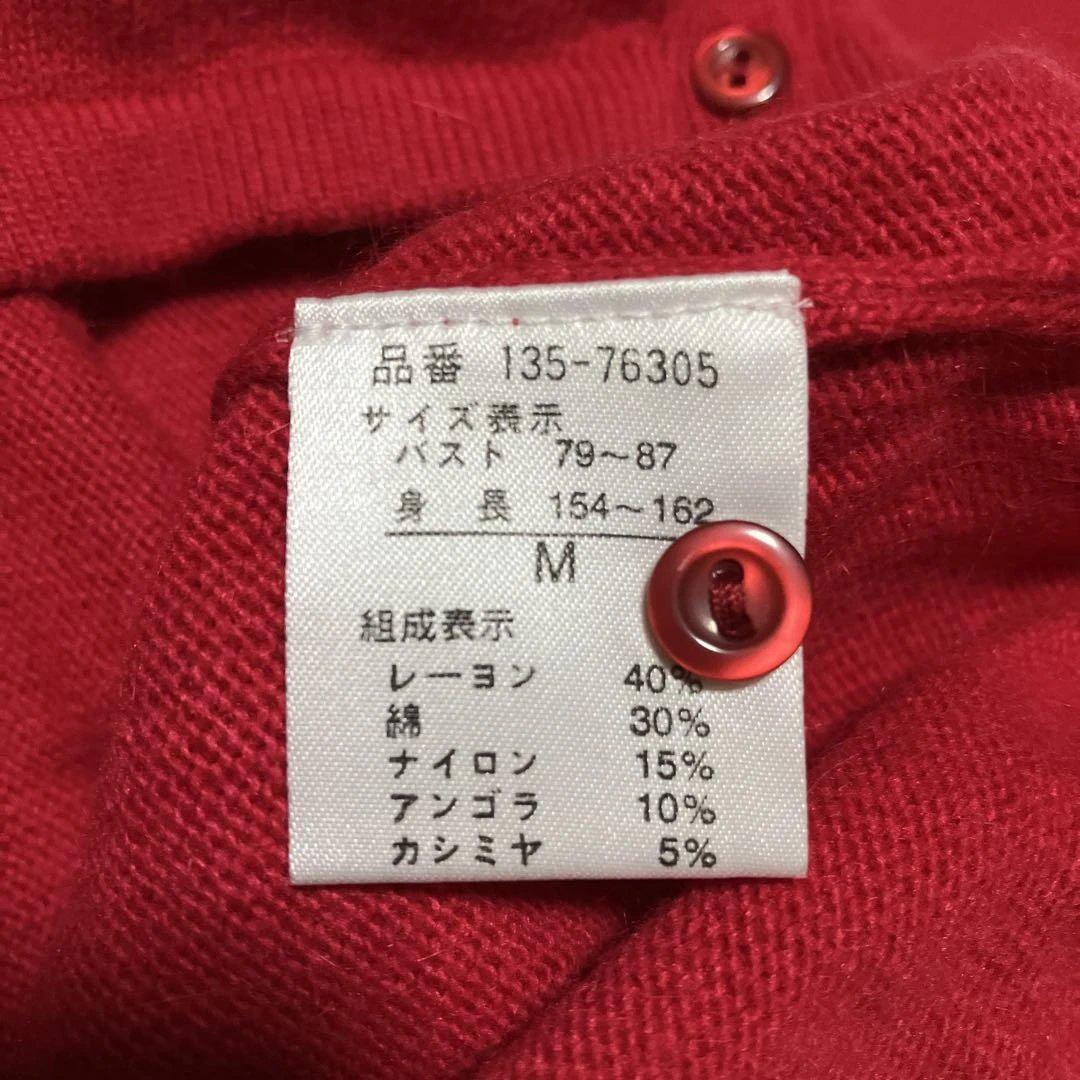 品番 135-76305
サイズ表示
バスト 79～87
身長 154～162
M
組成表示
レーヨン 40%
綿 30%
ナイロン 15%
アンゴラ 10%
カシミヤ 5%